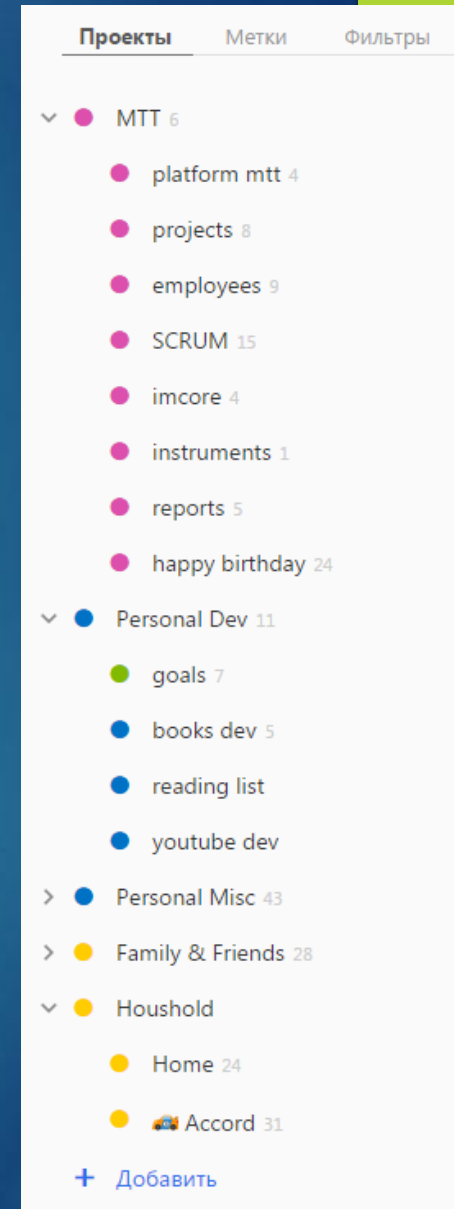 Проекты Метки Фильтры
MTT 6
platform mtt 4
projects 8
employees 9
SCRUM 15
imcore 4
instruments 1
reports 5
happy birthday 24
Personal Dev 11
goals 7
books dev 5
reading list
youtube dev
Personal Misc 43
Family & Friends 28
Houshold
Home 24
Accord 31
+ Добавить